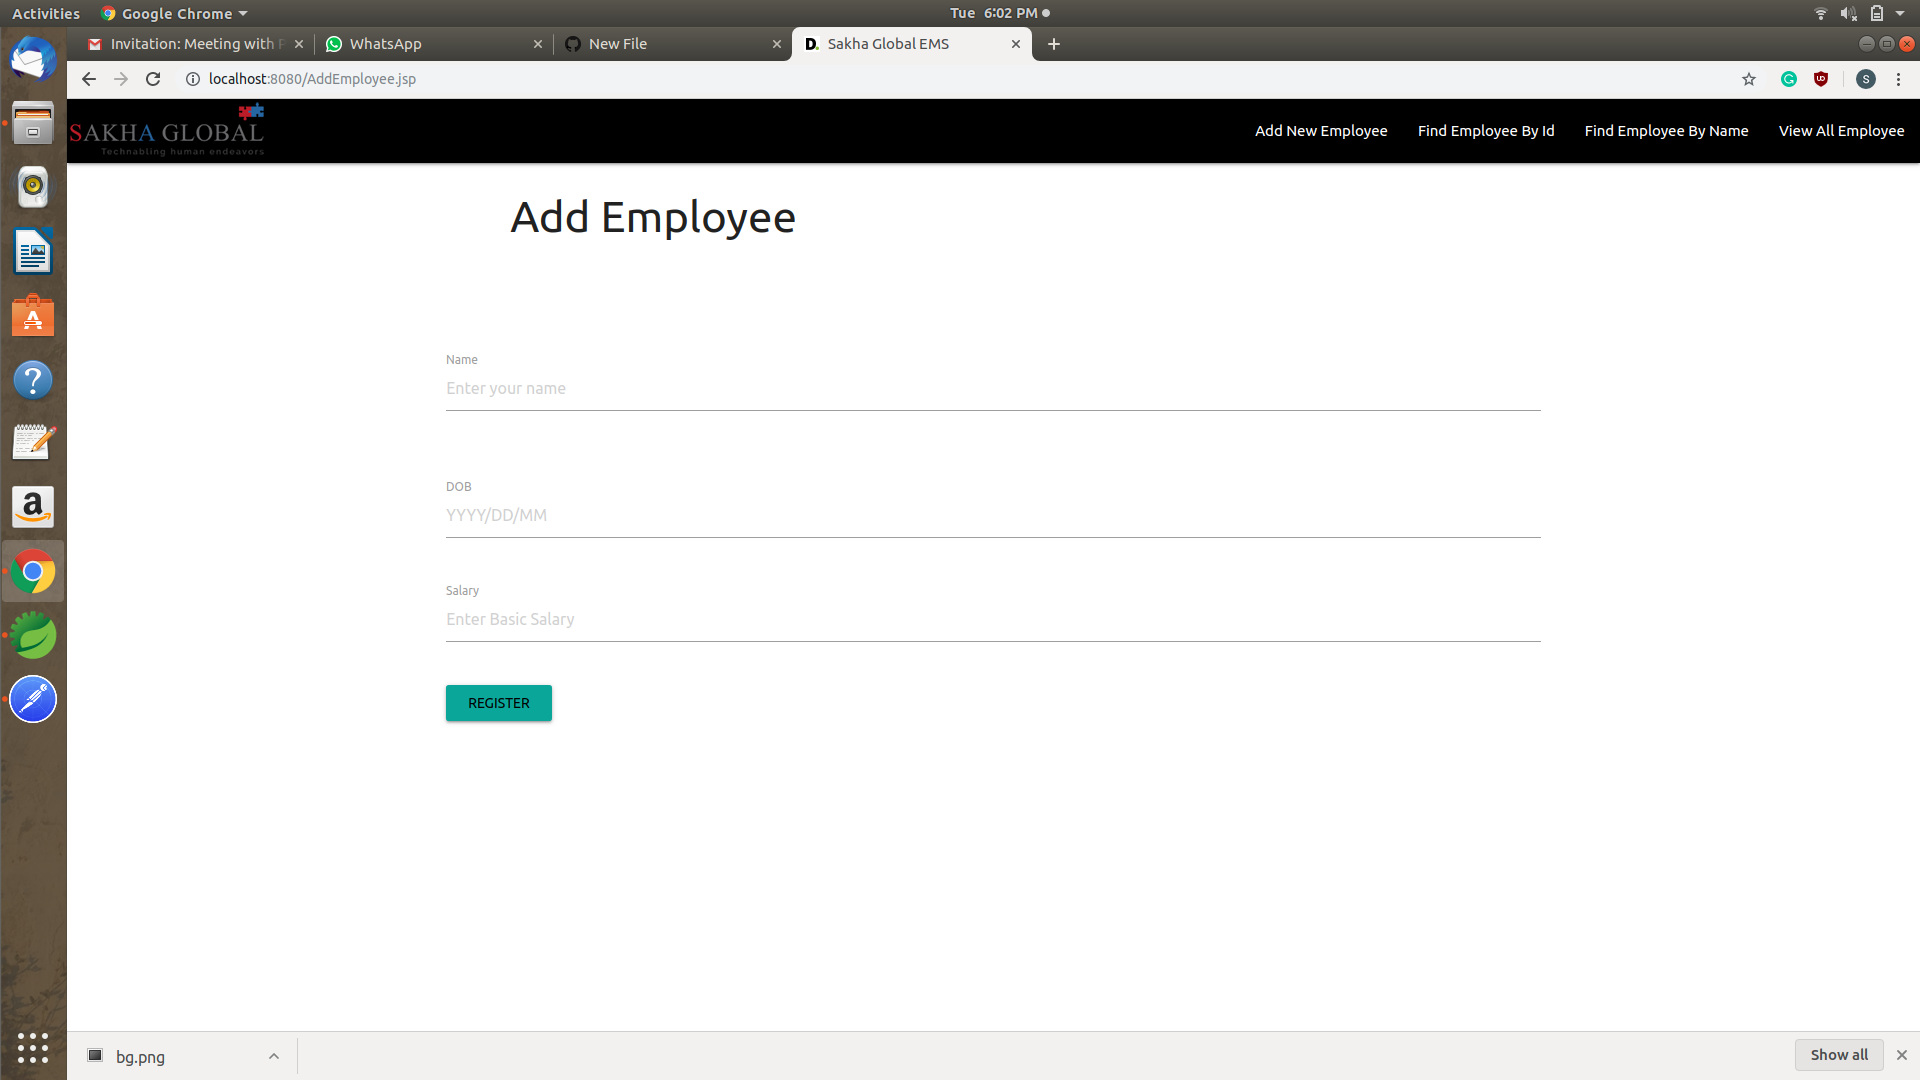 Activities Google Chrome Tue 6:02 PM
Invitation: Meeting with WhatsApp New File D. Sakha Global EMS
localhost:8080/AddEmployee.jsp S
SAKHA GLOBAL
Technabling human endeavors
Add New Employee Find Employee By Id Find Employee By Name View All Employee
Add Employee
Name
Enter your name
DOB
YYYY/DD/MM
Salary
Enter Basic Salary
REGISTER
bg.png Show all